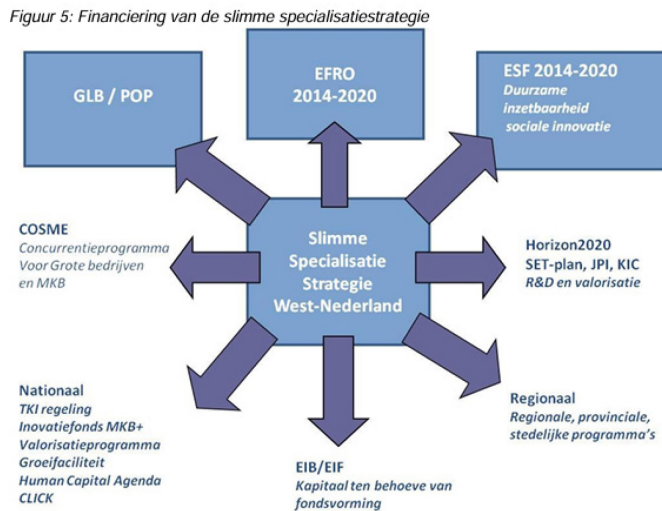 Figuur 5: Financiering van de slimme specialisatiestrategie
GLB / POP
EFRO
2014-2020
ESF 2014-2020
Duurzame
inzetbaarheid
sociale innovatie
COSME
Concurrentieprogramma
Voor Grote bedrijven
en MKB
Slimme
Specialisatie
Strategie
West-Nederland
Horizon2020
SET-plan, JPI, KIC
R&D en valorisatie
Nationaal
TKI regeling
Inovatiefonds MKB+
Valorisatieprogramma
Groeifaciliteit
Human Capital Agenda
CLICK
EIB/EIF
Kapitaal ten behoeve van
fondsvorming
Regionaal
Regionale, provinciale,
stedelijke programma's